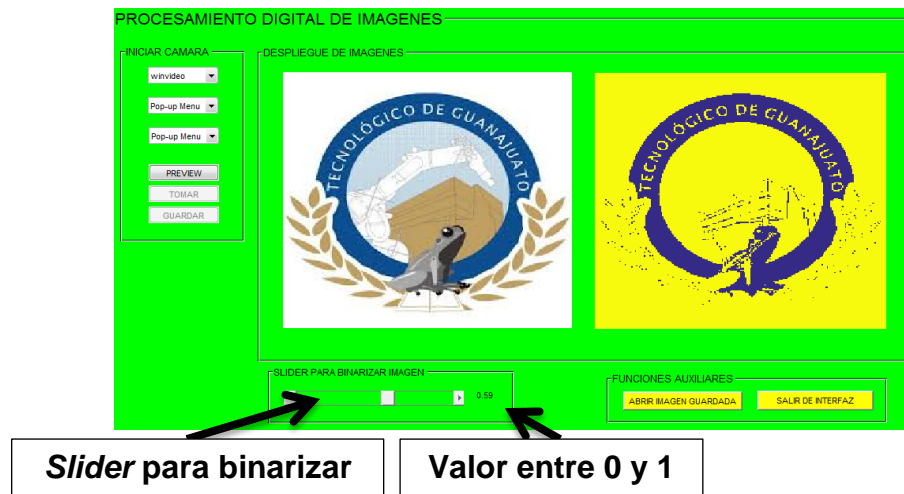 PROCESAMIENTO DIGITAL DE IMAGENES
INICIAR CAMARA
winvideo
Pop-up Menu
Pop-up Menu
PREVIEW
TOMAR
GUARDAR
DESPLIEGUE DE IMAGENES
TECNOLÓGICO DE GUANAJUATO
TECNOLÓGICO DE GUANAJUATO
SLIDER PARA BINARIZAR IMAGEN
0.59
FUNCIONES AUXILIARES
ABRIR IMAGEN GUARDADA
SALIR DE INTERFAZ
Slider para binarizar
Valor entre 0 y 1